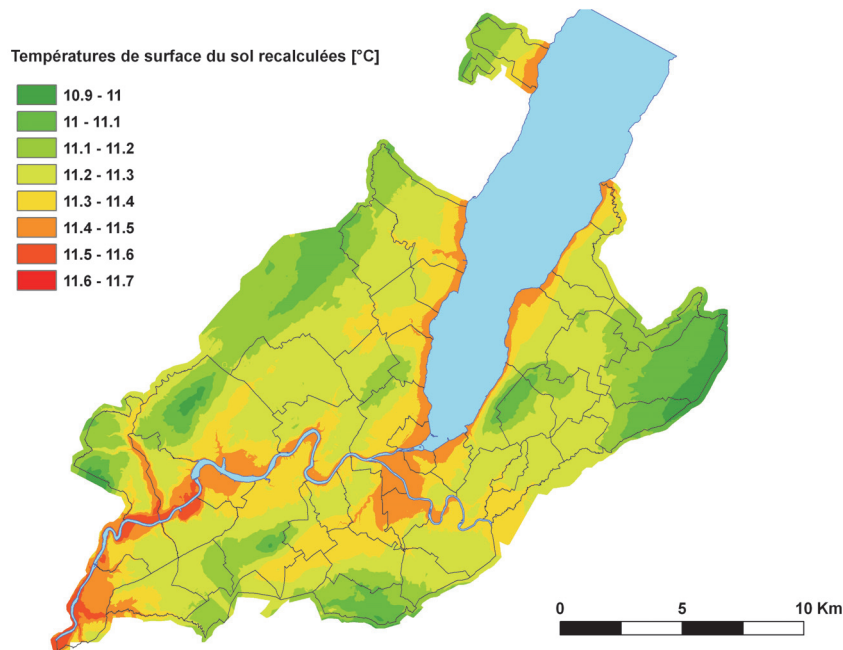 Températures de surface du sol recalculées [°C]
10.9 - 11
11 - 11.1
11.1 - 11.2
11.2 - 11.3
11.3 - 11.4
11.4 - 11.5
11.5 - 11.6
11.6 - 11.7
0 5 10 Km